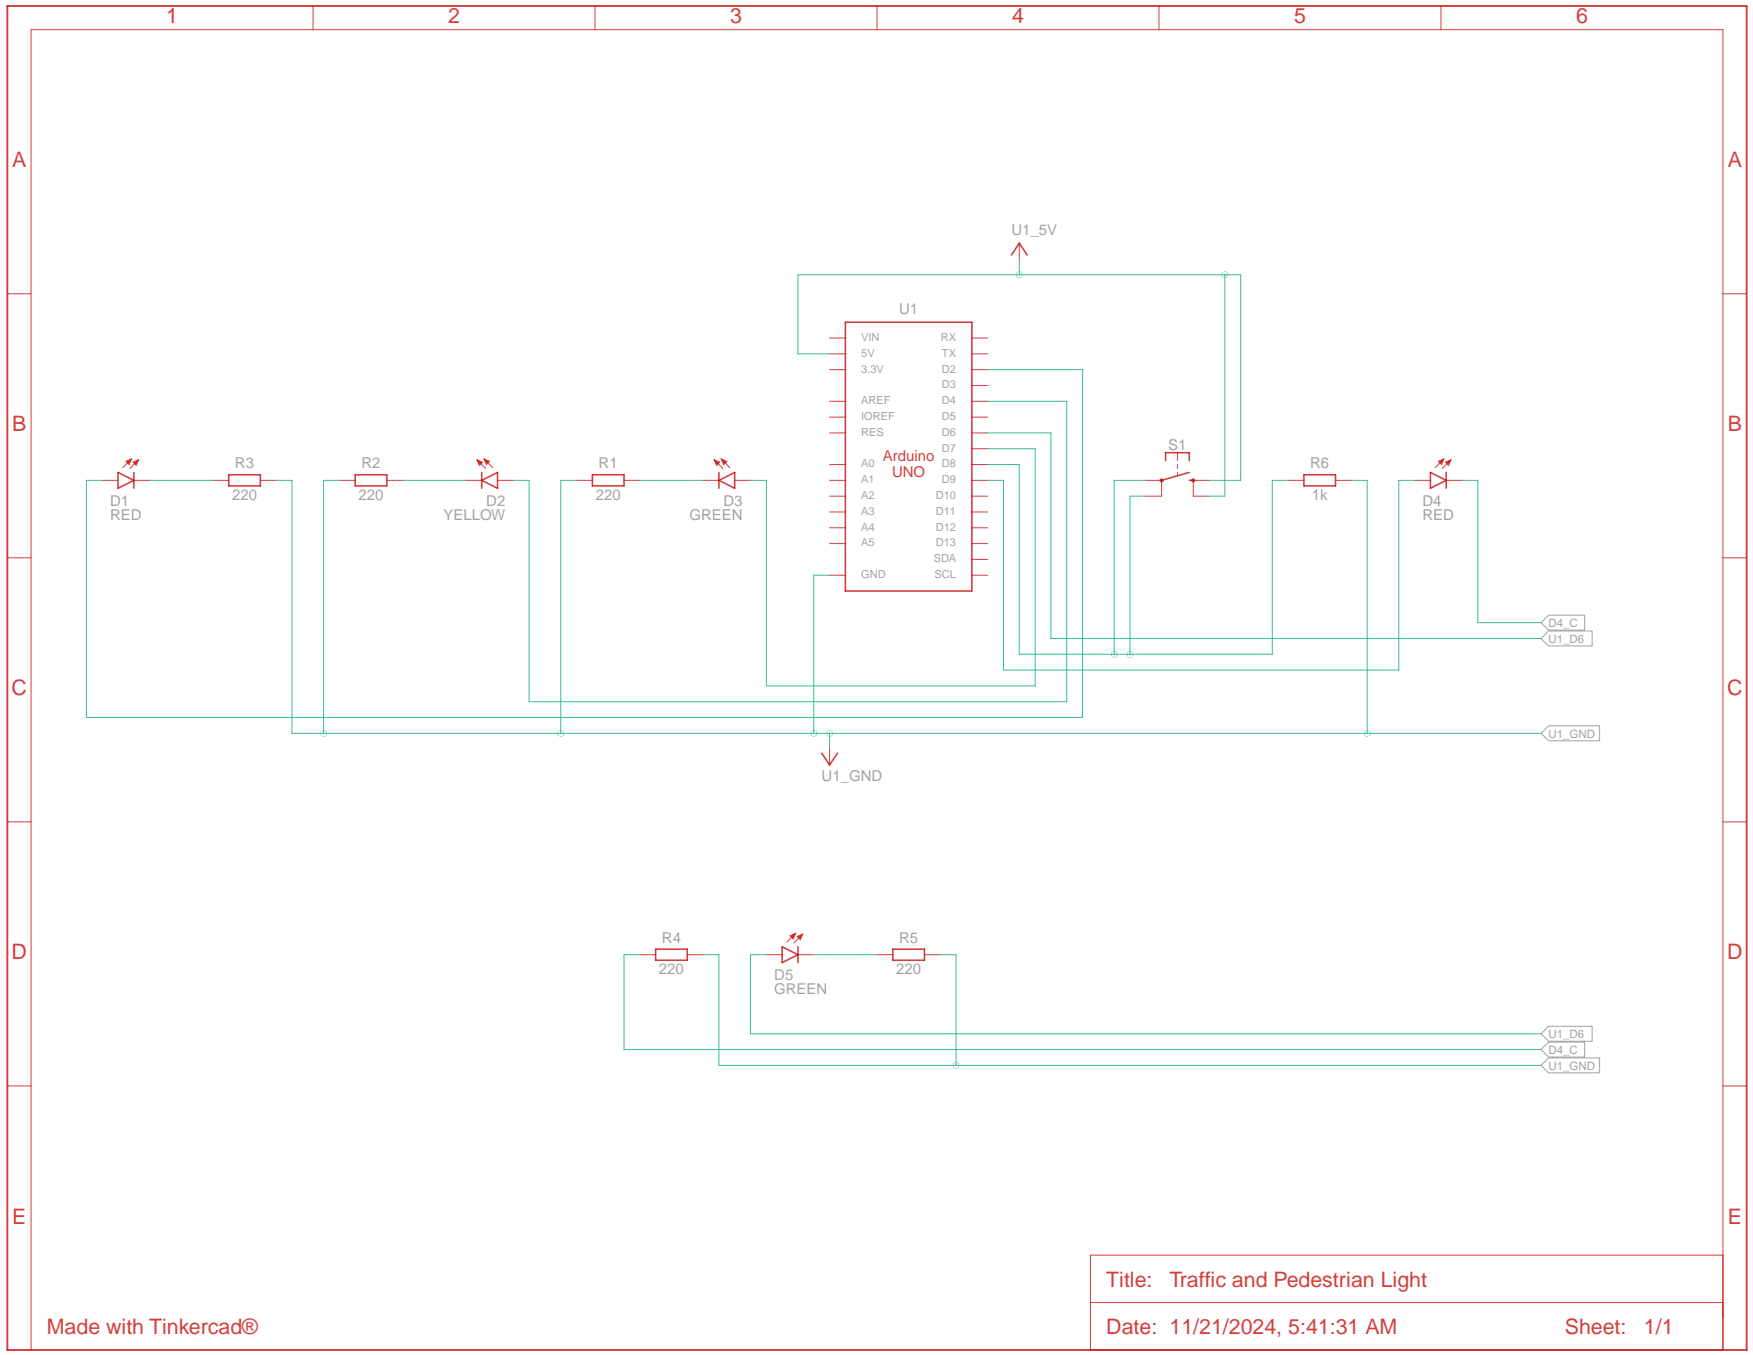 1 2 3 4 5 6
A A
U1_5V
U1
VIN RX
5V TX
3.3V D2
D3
AREF D4
IOREF D5
RES D6
D7
A0 D8
A1 D9
A2 D10
A3 D11
A4 D12
A5 D13
SDA
GND SCL
Arduino
UNO
B B
D1
RED
R3
220
R2
220
D2
YELLOW
R1
220
D3
GREEN
S1
R6
1k
D4
RED
D4_C
U1_D6
C C
U1_GND
U1_GND
D D
R4
220
D5
GREEN
R5
220
U1_D6
D4_C
U1_GND
E E
Title: Traffic and Pedestrian Light
Made with Tinkercad®
Date: 11/21/2024, 5:41:31 AM Sheet: 1/1